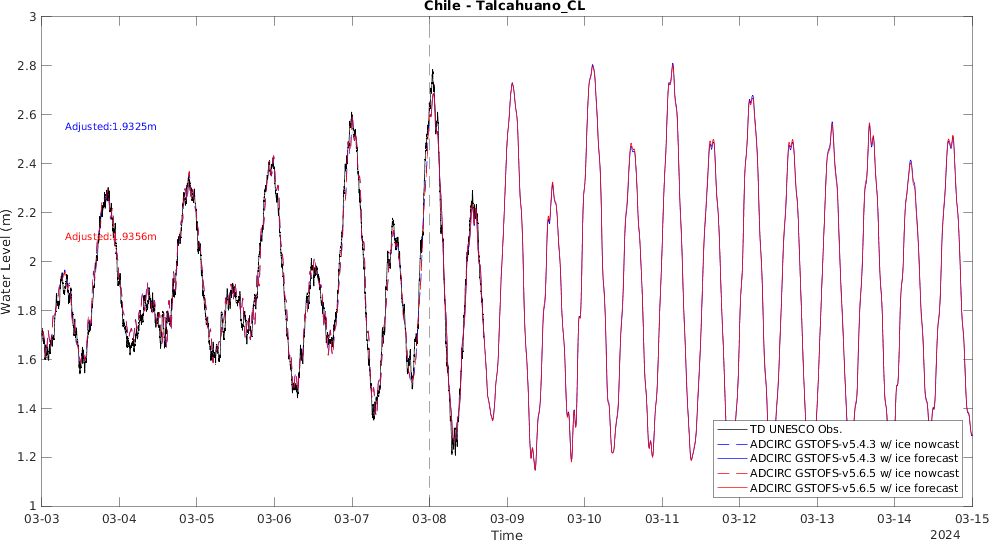 Chile - Talcahuano_CL
3
2.8
2.6
2.4
2.2
2
1.8
1.6
1.4
1.2
1
Water Level (m)
Adjusted:1.9325m
Adjusted:1.9356m
TD UNESCO Obs.
ADCIRC GSTOFS-v5.4.3 w/ ice nowcast
ADCIRC GSTOFS-v5.4.3 w/ ice forecast
ADCIRC GSTOFS-v5.6.5 w/ ice nowcast
ADCIRC GSTOFS-v5.6.5 w/ ice forecast
03-03 03-04 03-05 03-06 03-07 03-08 03-09 03-10 03-11 03-12 03-13 03-14 03-15
Time
2024